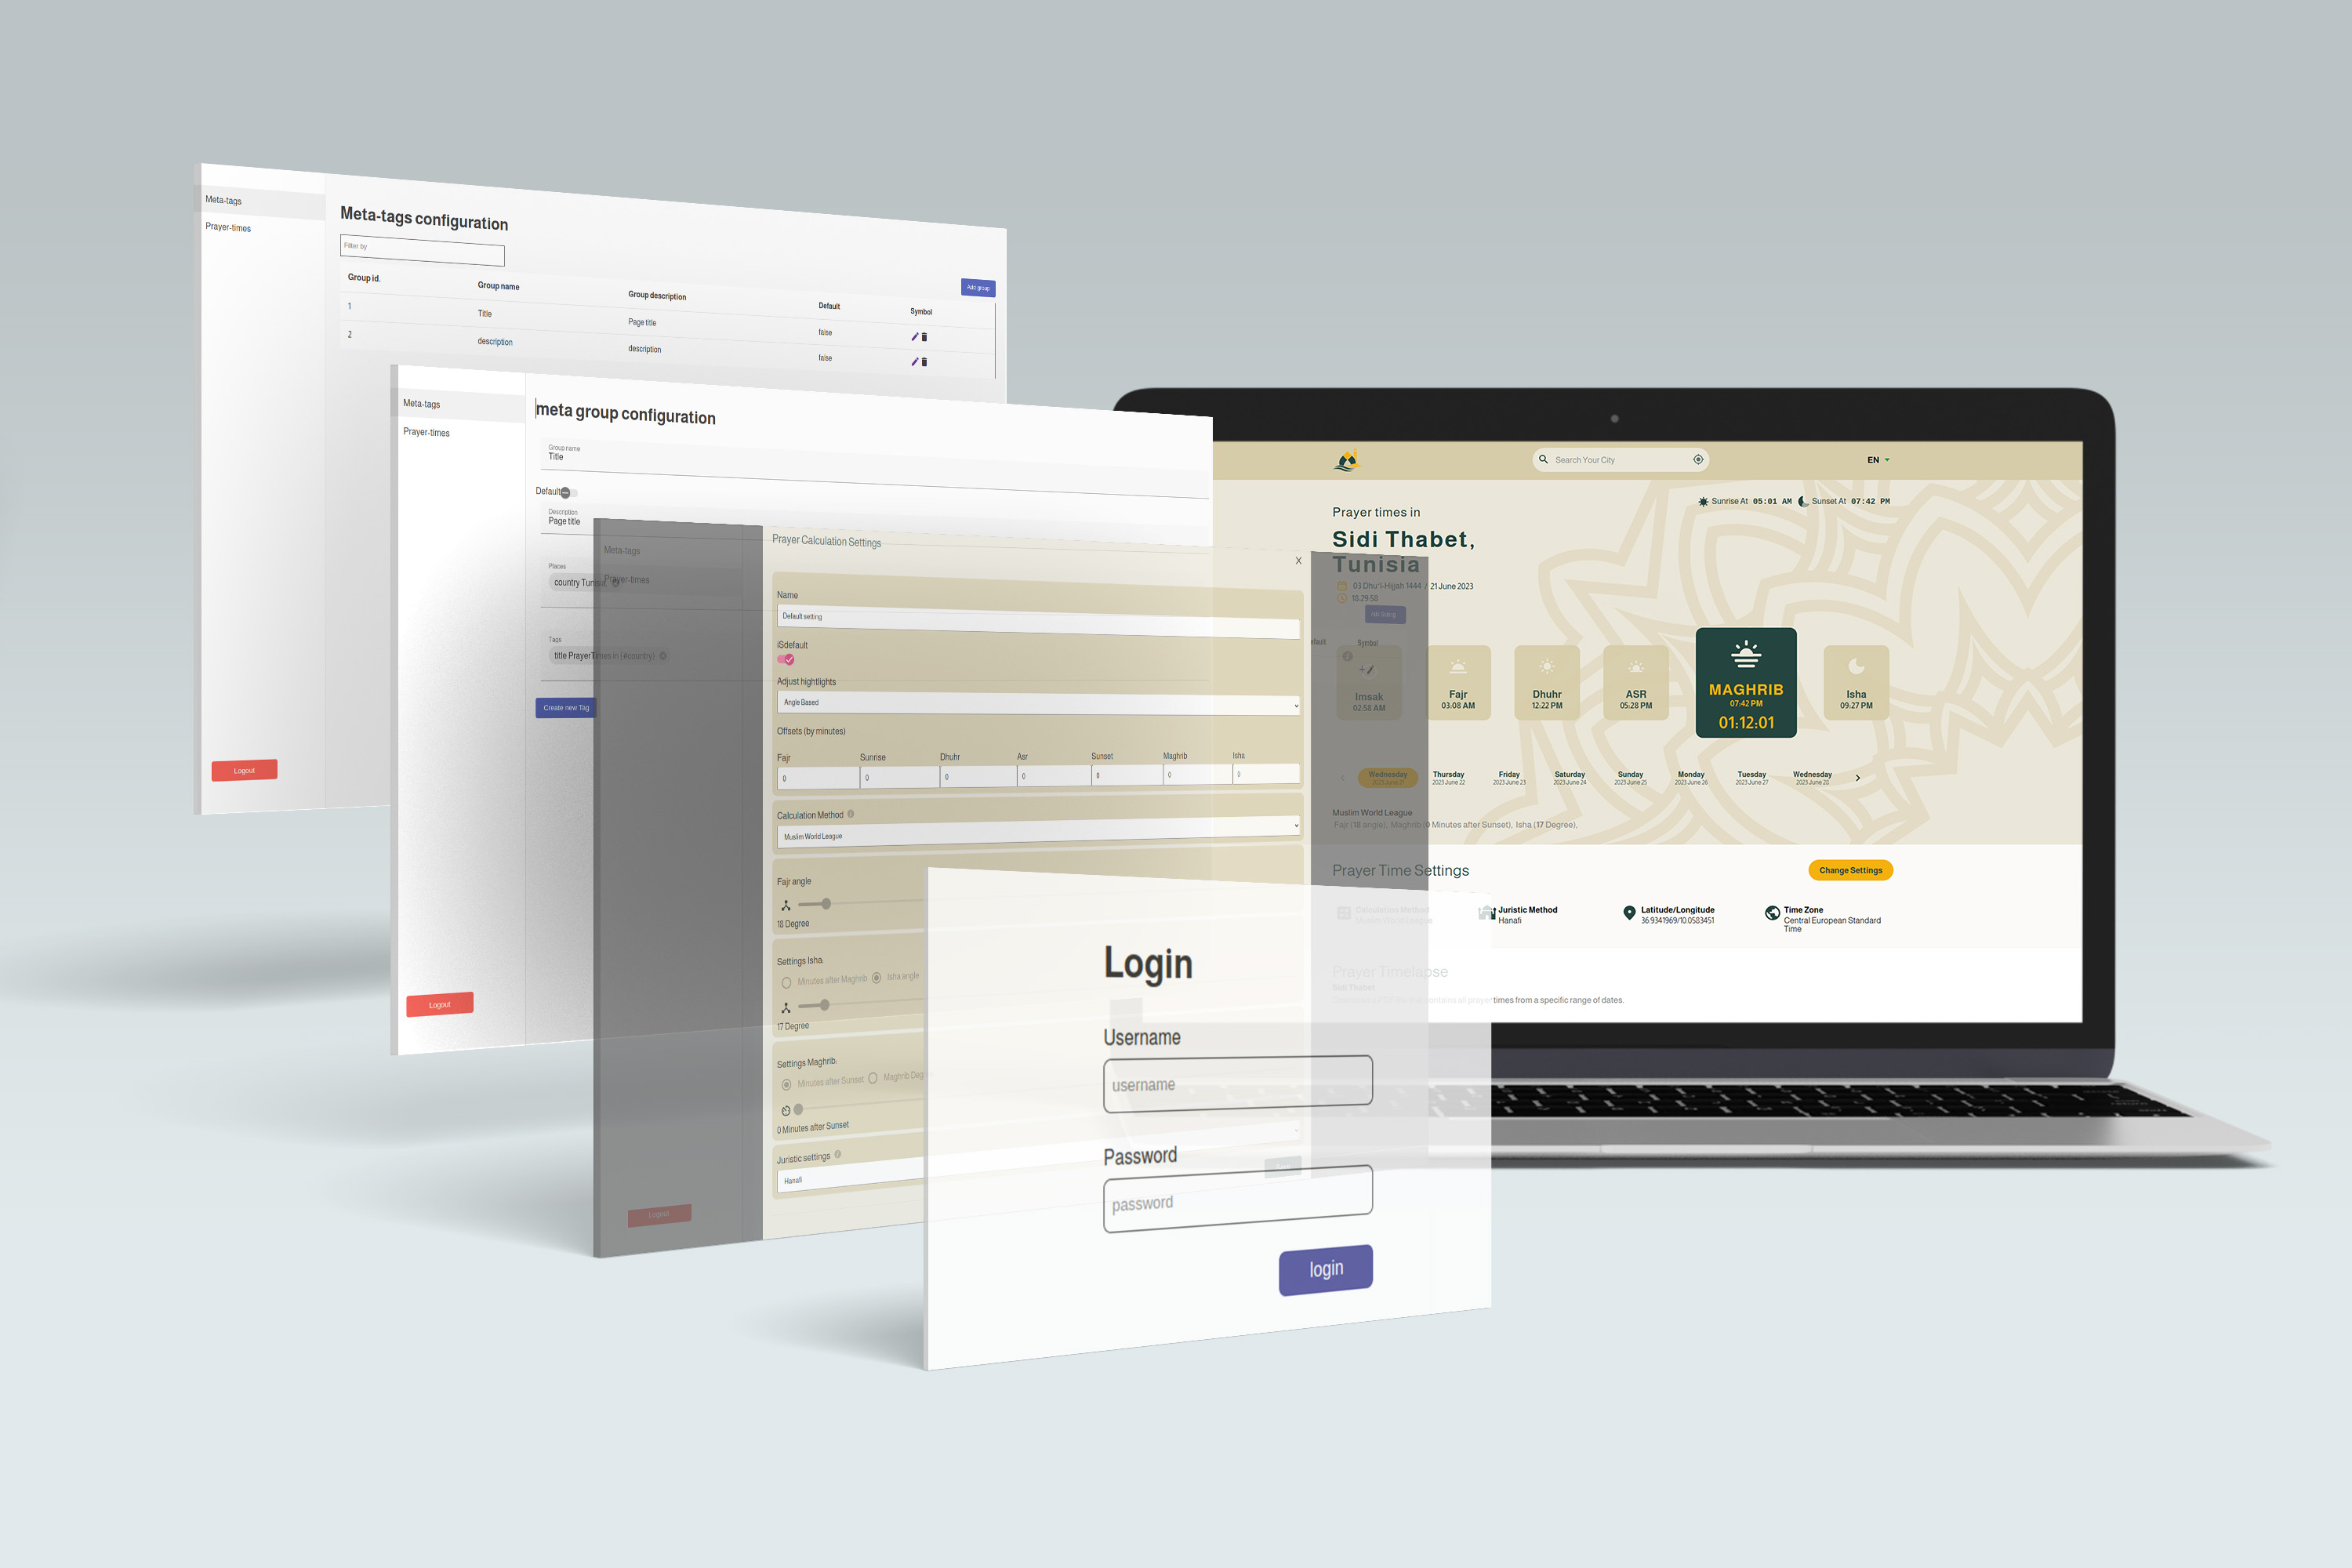 Meta-tags
Prayer-times
Meta-tags configuration
Filter by
Add group
Group id.
Group name
Group description
Default
Symbol
1
Title
Page title
false
2
description
description
false
Logout
Meta-tags
Prayer-times
meta group configuration
Group name
Title
Default
Description
Page title
Places
country Tunisia
Tags
title PrayerTimes in {#country}
Create new Tag
Logout
Meta-tags
Prayer-times
Logout
Prayer Calculation Settings
X
Name
Default setting
iSdefault
Adjust hightlights
Angle Based
Offsets (by minutes)
Fajr
Sunrise
Dhuhr
Asr
Sunset
Maghrib
Isha
0
0
0
0
0
0
0
Calculation Method
Muslim World League
Fajr angle
18 Degree
Settings Isha:
Minutes after Maghrib
Isha angle
17 Degree
Settings Maghrib:
Minutes after Sunset
Maghrib Deg
0 Minutes after Sunset
Juristic settings
Hanafi
Symbol
Login
Username
username
Password
password
login
Search Your City
EN
Sunrise At 05:01 AM
Sunset At 07:42 PM
Prayer times in
Sidi Thabet,
Tunisia
03 Dhu'l-Hijjah 1444 / 21 June 2023
18:29:58
Imsak
02:58 AM
Fajr
03:08 AM
Dhuhr
12:22 PM
ASR
05:28 PM
MAGHRIB
07:42 PM
01:12:01
Isha
09:27 PM
Wednesday
2023 June 21
Thursday
2023 June 22
Friday
2023 June 23
Saturday
2023 June 24
Sunday
2023 June 25
Monday
2023 June 26
Tuesday
2023 June 27
Wednesday
2023 June 28
Muslim World League
Fajr (18 angle), Maghrib (0 Minutes after Sunset), Isha (17 Degree),
Prayer Time Settings
Change Settings
Calculation Method
Muslim World League
Juristic Method
Hanafi
Latitude/Longitude
36.9341969/10.0583451
Time Zone
Central European Standard
Time
Prayer Timelapse
Sidi Thabet
contains all prayer times from a specific range of dates.